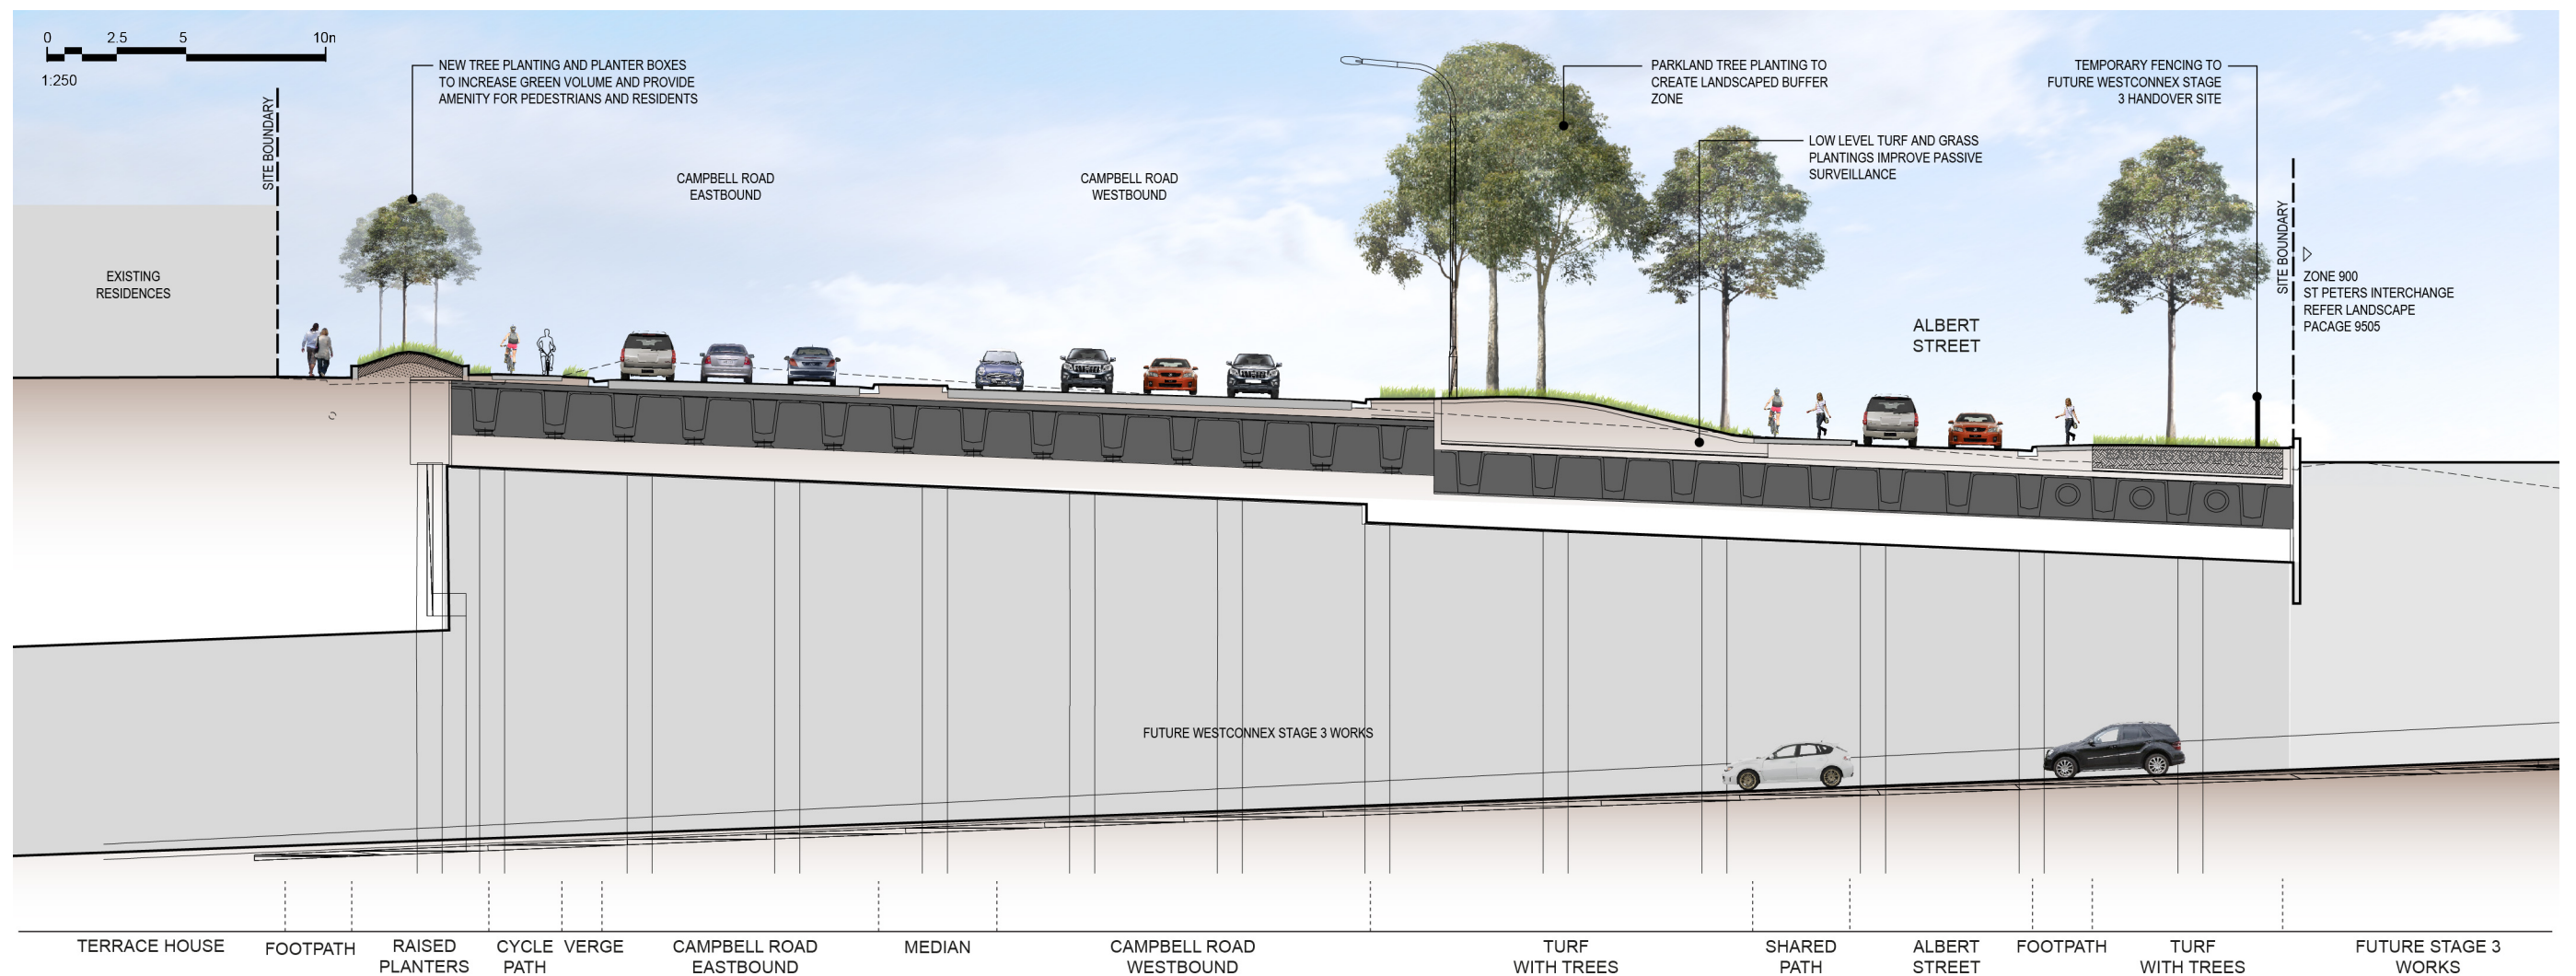 0 2.5 5 10m
1:250
SITE BOUNDARY
NEW TREE PLANTING AND PLANTER BOXES
TO INCREASE GREEN VOLUME AND PROVIDE
AMENITY FOR PEDESTRIANS AND RESIDENTS
CAMPBELL ROAD
EASTBOUND
CAMPBELL ROAD
WESTBOUND
PARKLAND TREE PLANTING TO
CREATE LANDSCAPED BUFFER
ZONE
LOW LEVEL TURF AND GRASS
PLANTINGS IMPROVE PASSIVE
SURVEILLANCE
TEMPORARY FENCING TO
FUTURE WESTCONNEX STAGE
3 HANDOVER SITE
EXISTING
RESIDENCES
ALBERT
STREET
SITE BOUNDARY
ZONE 900
ST PETERS INTERCHANGE
REFER LANDSCAPE
PACAGE 9505
FUTURE WESTCONNEX STAGE 3 WORKS
TERRACE HOUSE
FOOTPATH
RAISED
PLANTERS
CYCLE
PATH
VERGE
CAMPBELL ROAD
EASTBOUND
MEDIAN
CAMPBELL ROAD
WESTBOUND
TURF
WITH TREES
SHARED
PATH
ALBERT
STREET
FOOTPATH
TURF
WITH TREES
FUTURE STAGE 3
WORKS